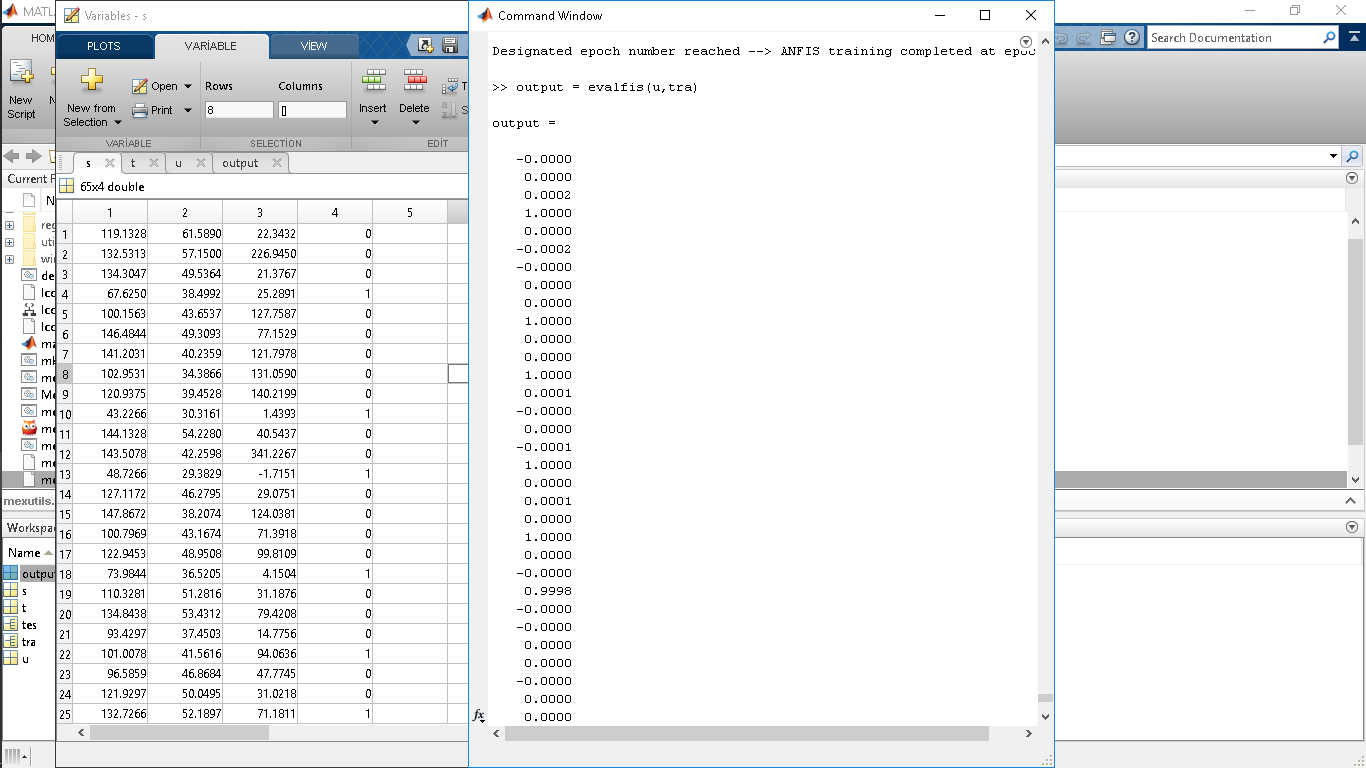 MATLA
Variables - s
Command Window
HOM
PLOTS
VARİABLE
VİEW
Search Documentation
New
Script
New from
Selection
Open
Print
Rows
Columns
8
[]
Insert
Delete
VARİABLE
SELECTİON
EDİT
s
t
u
output
65x4 double
Current F
1 2 3 4 5
1 119.1328 61.5890 22.3432 0
2 132.5313 57.1500 226.9450 0
3 134.3047 49.5364 21.3767 0
4 67.6250 38.4992 25.2891 1
5 100.1563 43.6537 127.7587 0
6 146.4844 49.3093 77.1529 0
7 141.2031 40.2359 121.7978 0
8 102.9531 34.3866 131.0590 0
9 120.9375 39.4528 140.2199 0
10 43.2266 30.3161 1.4393 1
11 144.1328 54.2280 40.5437 0
12 143.5078 42.2598 341.2267 0
13 48.7266 29.3829 -1.7151 1
14 127.1172 46.2795 29.0751 0
15 147.8672 38.2074 124.0381 0
16 100.7969 43.1674 71.3918 0
17 122.9453 48.9508 99.8109 0
18 73.9844 36.5205 4.1504 1
19 110.3281 51.2816 31.1876 0
20 134.8438 53.4312 79.4208 0
21 93.4297 37.4503 14.7756 0
22 101.0078 41.5616 94.0636 1
23 96.5859 46.8684 47.7745 0
24 121.9297 50.0495 31.0218 0
25 132.7266 52.1897 71.1811 1
Designated epoch number reached --> ANFIS training completed at epoc
>> output = evalfis(u,tra)
output =
-0.0000
0.0000
0.0002
1.0000
0.0000
-0.0002
-0.0000
0.0000
0.0000
1.0000
0.0000
0.0000
1.0000
0.0001
-0.0000
0.0000
-0.0001
1.0000
0.0000
0.0001
0.0000
1.0000
0.0000
-0.0000
0.9998
-0.0000
-0.0000
0.0000
0.0000
-0.0000
0.0000
0.0000
fx
mexutils.
Workspa
Name
outpu
s
t
tes
tra
u